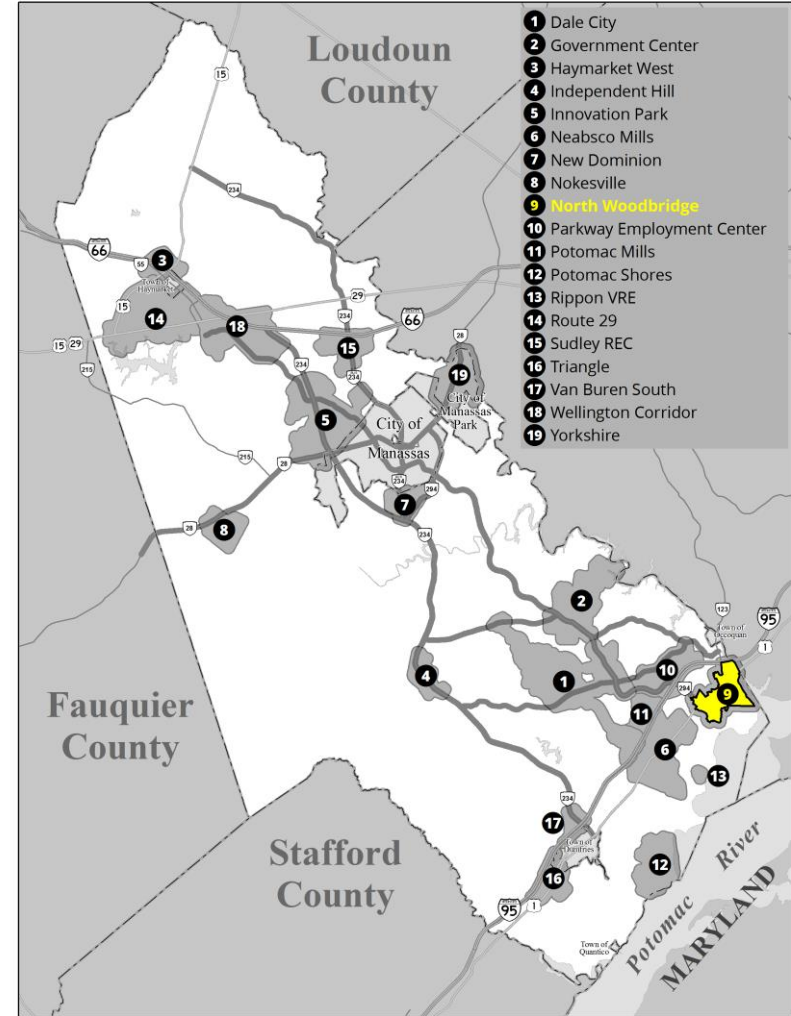 Loudoun
County
1 Dale City
2 Government Center
3 Haymarket West
4 Independent Hill
5 Innovation Park
6 Neabsco Mills
7 New Dominion
8 Nokesville
9 North Woodbridge
10 Parkway Employment Center
11 Potomac Mills
12 Potomac Shores
13 Rippon VRE
14 Route 29
15 Sudley REC
16 Triangle
17 Van Buren South
18 Wellington Corridor
19 Yorkshire
15
234
66
3
55
Town of
Haymarket
29
15
14
18
234
66
28
15 29
15
234
215
234
19
City of
Manassas
Park
5
City of
Manassas
215
28
234
294
7
28
8
234
2
123
Town of
Occoquan
95
1
4
1
10
294
9
11
6
13
Fauquier
County
234
17
Town of
Dumfries
Stafford
County
16
12
95
1
Town of
Quantico
Potomac River
MARYLAND